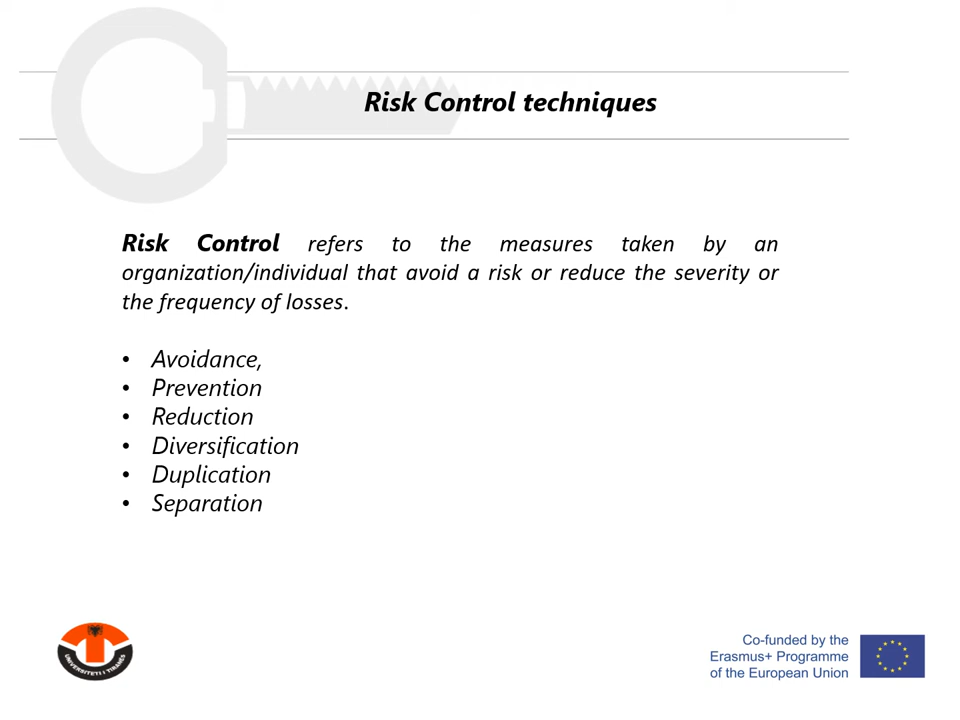 Risk Control techniques
Risk Control refers to the measures taken by an
organization/individual that avoid a risk or reduce the severity or
the frequency of losses.
• Avoidance,
• Prevention
• Reduction
• Diversification
• Duplication
• Separation
UNIVERSITETI I TIRANËS
Co-funded by the
Erasmus+ Programme
of the European Union